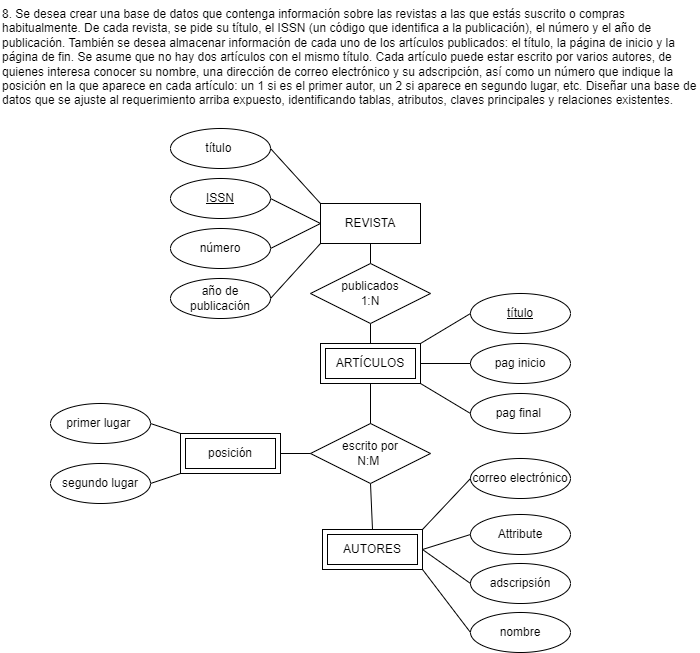 8. Se desea crear una base de datos que contenga información sobre las revistas a las que estás suscrito o compras
habitualmente. De cada revista, se pide su título, el ISSN (un código que identifica a la publicación), el número y el año de
publicación. También se desea almacenar información de cada uno de los artículos publicados: el título, la página de inicio y la
página de fin. Se asume que no hay dos artículos con el mismo título. Cada artículo puede estar escrito por varios autores, de
quienes interesa conocer su nombre, una dirección de correo electrónico y su adscripción, así como un número que indique la
posición en la que aparece en cada artículo: un 1 si es el primer autor, un 2 si aparece en segundo lugar, etc. Diseñar una base de
datos que se ajuste al requerimiento arriba expuesto, identificando tablas, atributos, claves principales y relaciones existentes.
título
ISSN
REVISTA
número
año de
publicación
publicados
1:N
título
ARTÍCULOS
pag inicio
pag final
primer lugar
escrito por
N:M
posición
segundo lugar
correo electrónico
Attribute
AUTORES
adscripsión
nombre